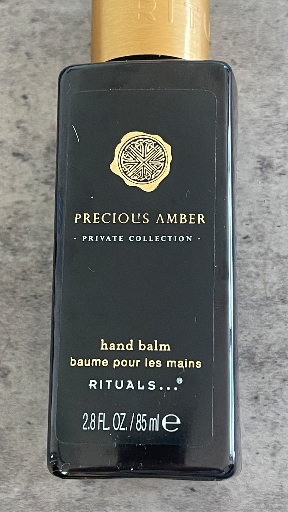 PRECIOUS AMBER
- PRIVATE COLLECTION -
hand balm
baume pour les mains
RITUALS...®
2.8 FL. OZ. / 85 ml ℮